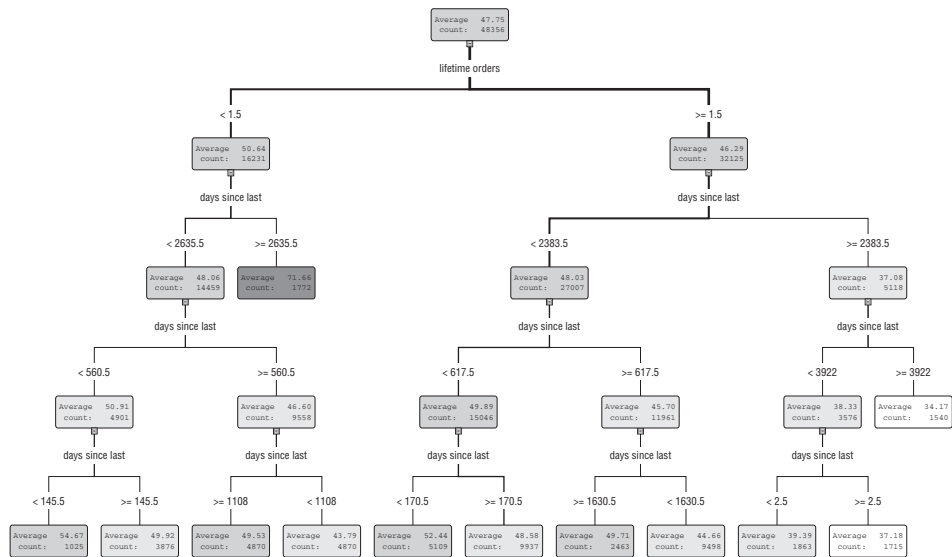 Average 47.75
count: 48356
lifetime orders
< 1.5
>= 1.5
Average 50.64
count: 16231
Average 46.29
count: 32125
days since last
days since last
< 2635.5
>= 2635.5
< 2383.5
>= 2383.5
Average 48.06
count: 14459
Average 71.66
count: 1772
Average 48.03
count: 27007
Average 37.08
count: 5118
days since last
days since last
days since last
< 560.5
>= 560.5
< 617.5
>= 617.5
< 3922
>= 3922
Average 50.91
count: 4901
Average 46.60
count: 9558
Average 49.89
count: 15046
Average 45.70
count: 11961
Average 38.33
count: 3576
Average 34.17
count: 1540
days since last
days since last
days since last
days since last
days since last
< 145.5
>= 145.5
>= 1108
< 1108
< 170.5
>= 170.5
>= 1630.5
< 1630.5
< 2.5
>= 2.5
Average 54.67
count: 1025
Average 49.92
count: 3876
Average 49.53
count: 4870
Average 43.79
count: 4870
Average 52.44
count: 5109
Average 48.58
count: 9937
Average 49.71
count: 2463
Average 44.66
count: 9498
Average 39.39
count: 1863
Average 37.18
count: 1715